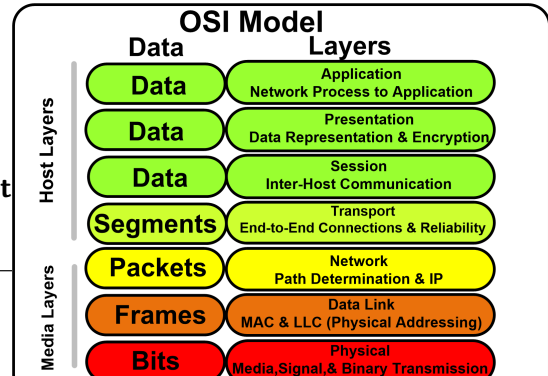 OSI Model
Data
Layers
Host Layers
Data
Application
Network Process to Application
Data
Presentation
Data Representation & Encryption
Data
Session
Inter-Host Communication
t
Segments
Transport
End-to-End Connections & Reliability
Media Layers
Packets
Network
Path Determination & IP
Frames
Data Link
MAC & LLC (Physical Addressing)
Bits
Physical
Media,Signal,& Binary Transmission